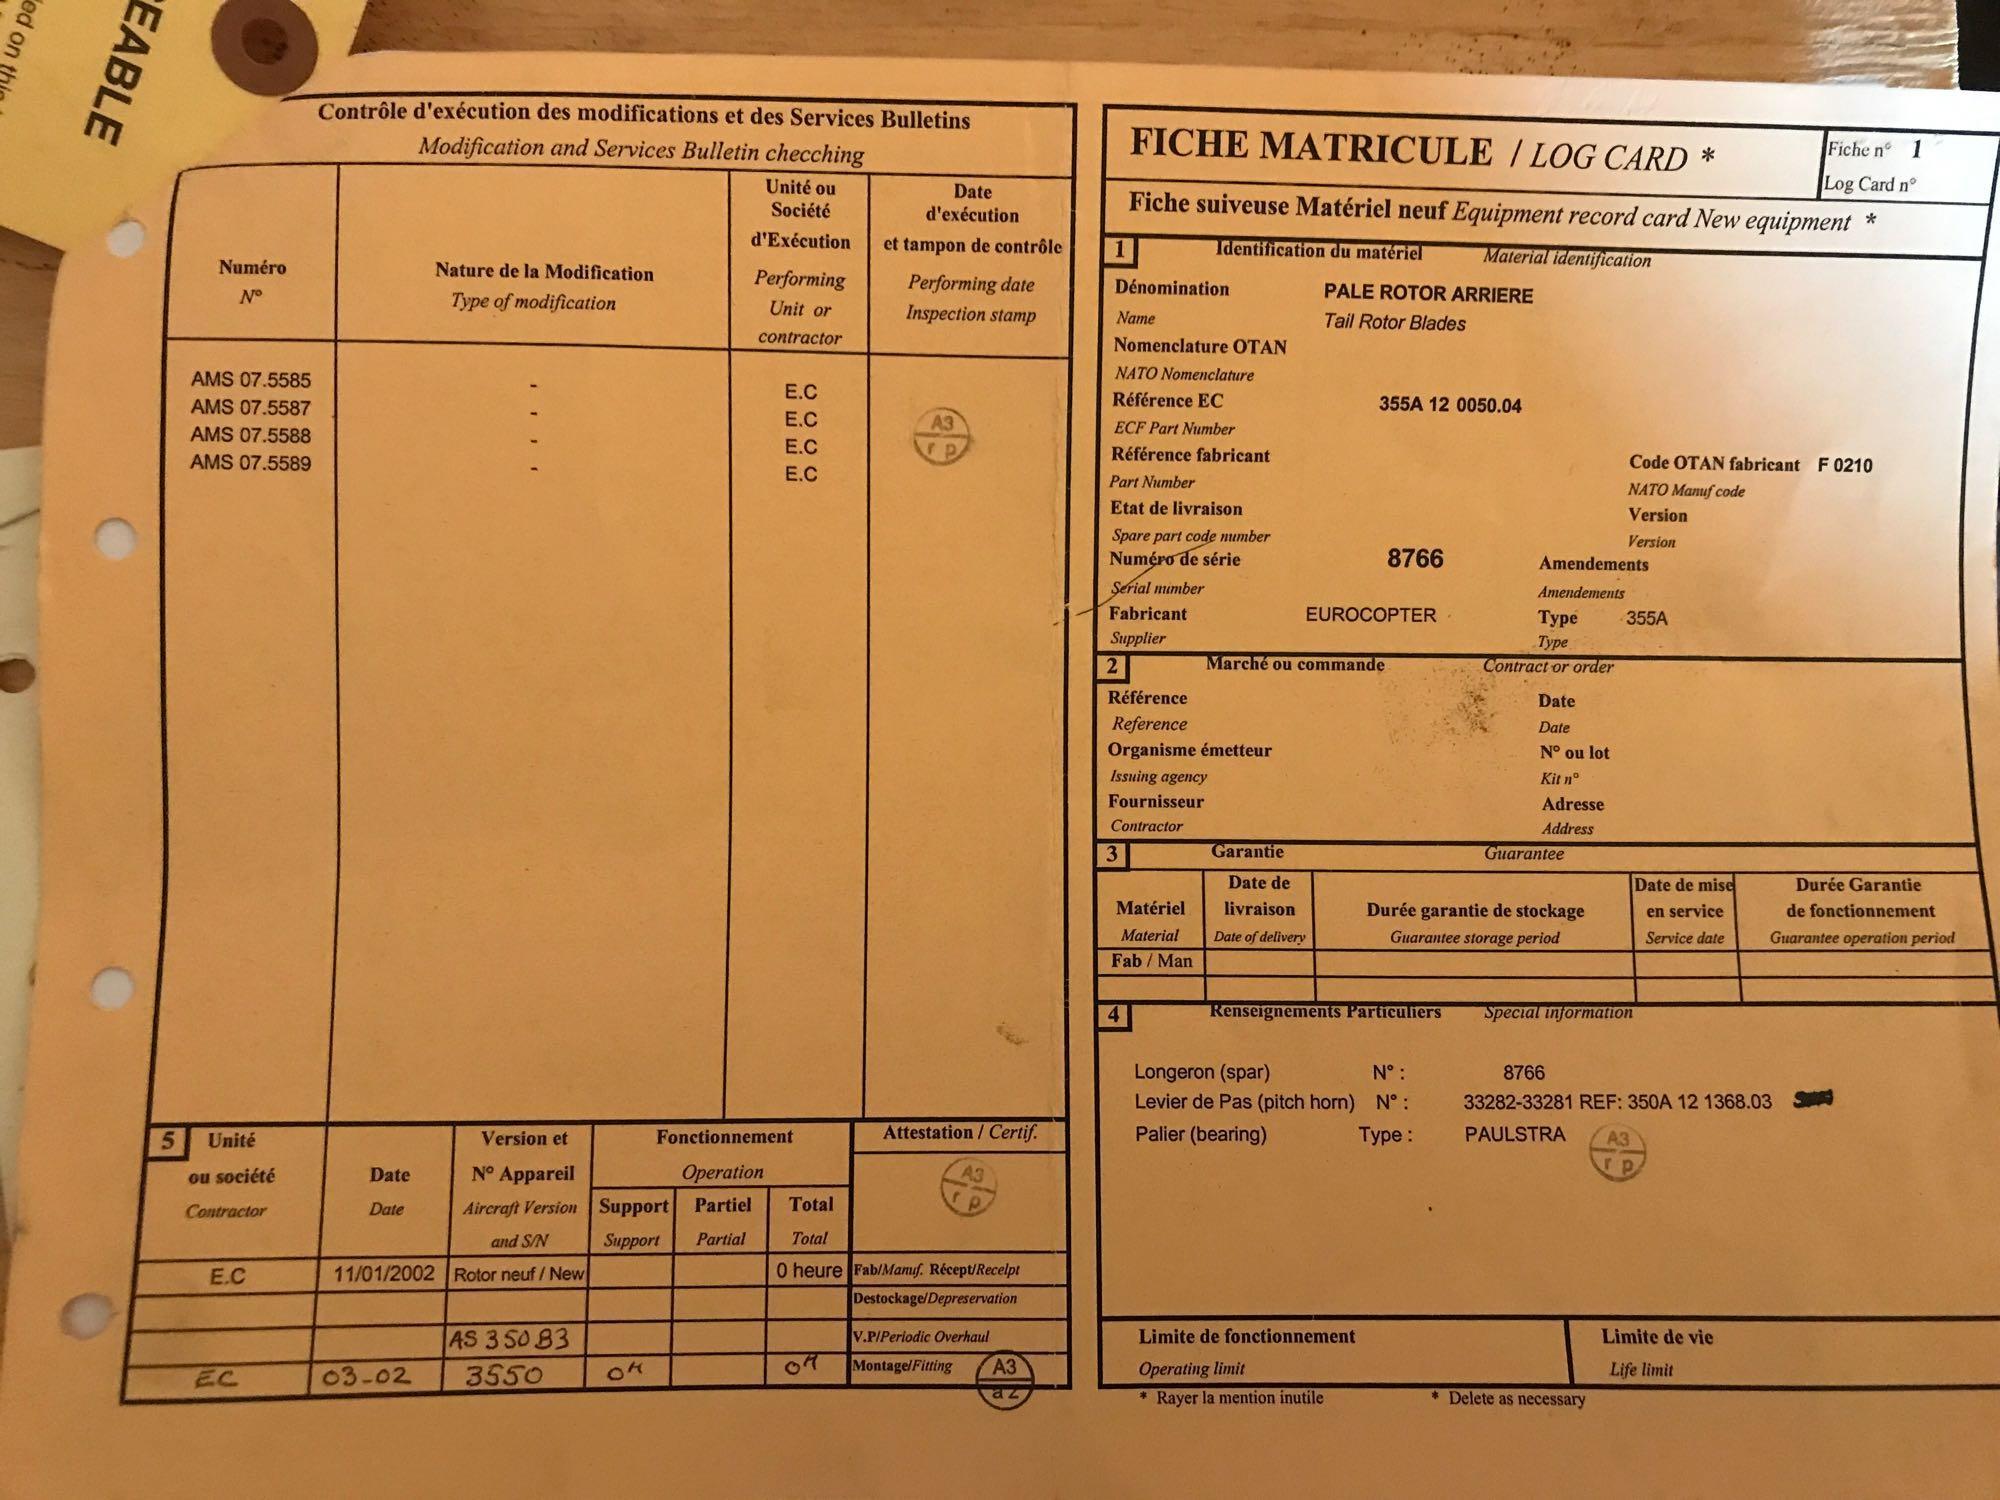 EABLE
ed on this
Contrôle d'exécution des modifications et des Services Bulletins
Modification and Services Bulletin checching
Numéro
N°
Nature de la Modification
Type of modification
Unité ou
Société
d'Exécution
Performing
Unit or
contractor
Date
d'exécution
et tampon de contrôle
Performing date
Inspection stamp
AMS 07.5585 - E.C
AMS 07.5587 - E.C
AMS 07.5588 - E.C
AMS 07.5589 - E.C
A3
r p
5 Unité
ou société
Contractor
Date
Date
Version et
N° Appareil
Aircraft Version
and S/N
Fonctionnement
Operation
Support
Support
Partiel
Partial
Total
Total
Attestation / Certif.
A3
r p
E.C 11/01/2002 Rotor neuf / New 0 heure Fab/Manuf. Récept/Receipt
Destockage/Depreservation
AS 350 B3 V.P/Periodic Overhaul
EC 03-02 3550 0H 0H Montage/Fitting
A3
a z
FICHE MATRICULE / LOG CARD *
Fiche n° 1
Log Card n°
Fiche suiveuse Matériel neuf Equipment record card New equipment *
1 Identification du matériel Material identification
Dénomination PALE ROTOR ARRIERE
Name Tail Rotor Blades
Nomenclature OTAN
NATO Nomenclature
Référence EC 355A 12 0050.04
ECF Part Number
Référence fabricant Code OTAN fabricant F 0210
Part Number NATO Manuf code
Etat de livraison Version
Spare part code number Version
Numéro de série 8766 Amendements
Serial number Amendements
Fabricant EUROCOPTER Type 355A
Supplier Type
2 Marché ou commande Contract or order
Référence Date
Reference Date
Organisme émetteur N° ou lot
Issuing agency Kit n°
Fournisseur Adresse
Contractor Address
3 Garantie Guarantee
Matériel
Material
Date de
livraison
Date of delivery
Durée garantie de stockage
Guarantee storage period
Date de mise
en service
Service date
Durée Garantie
de fonctionnement
Guarantee operation period
Fab / Man
4 Renseignements Particuliers Special information
Longeron (spar) N° : 8766
Levier de Pas (pitch horn) N° : 33282-33281 REF: 350A 12 1368.03
Palier (bearing) Type : PAULSTRA
A3
r p
Limite de fonctionnement
Operating limit
Limite de vie
Life limit
* Rayer la mention inutile * Delete as necessary